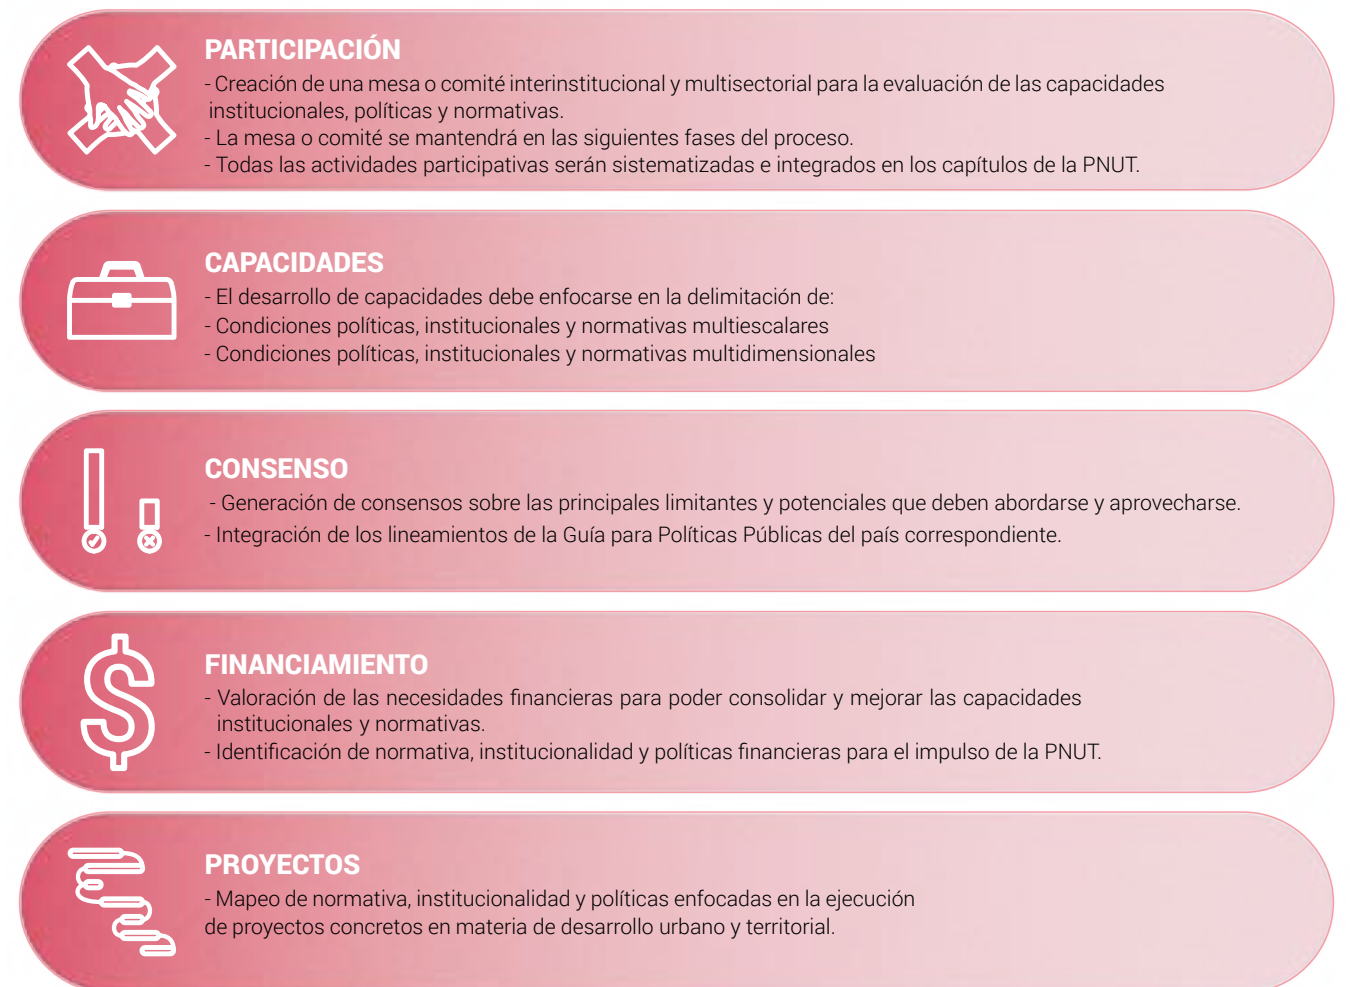 PARTICIPACIÓN
- Creación de una mesa o comité interinstitucional y multisectorial para la evaluación de las capacidades
institucionales, políticas y normativas.
- La mesa o comité se mantendrá en las siguientes fases del proceso.
- Todas las actividades participativas serán sistematizadas e integrados en los capítulos de la PNUT.
CAPACIDADES
- El desarrollo de capacidades debe enfocarse en la delimitación de:
- Condiciones políticas, institucionales y normativas multiescalares
- Condiciones políticas, institucionales y normativas multidimensionales
CONSENSO
- Generación de consensos sobre las principales limitantes y potenciales que deben abordarse y aprovecharse.
- Integración de los lineamientos de la Guía para Políticas Públicas del país correspondiente.
FINANCIAMIENTO
- Valoración de las necesidades financieras para poder consolidar y mejorar las capacidades
institucionales y normativas.
- Identificación de normativa, institucionalidad y políticas financieras para el impulso de la PNUT.
PROYECTOS
- Mapeo de normativa, institucionalidad y políticas enfocadas en la ejecución
de proyectos concretos en materia de desarrollo urbano y territorial.